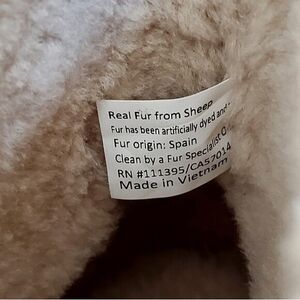 Real Fur from Sheep
Fur has been artificially dyed and
Fur origin: Spain
Clean by a Fur Specialist O
RN #111395/CA57014
Made in Vietnam